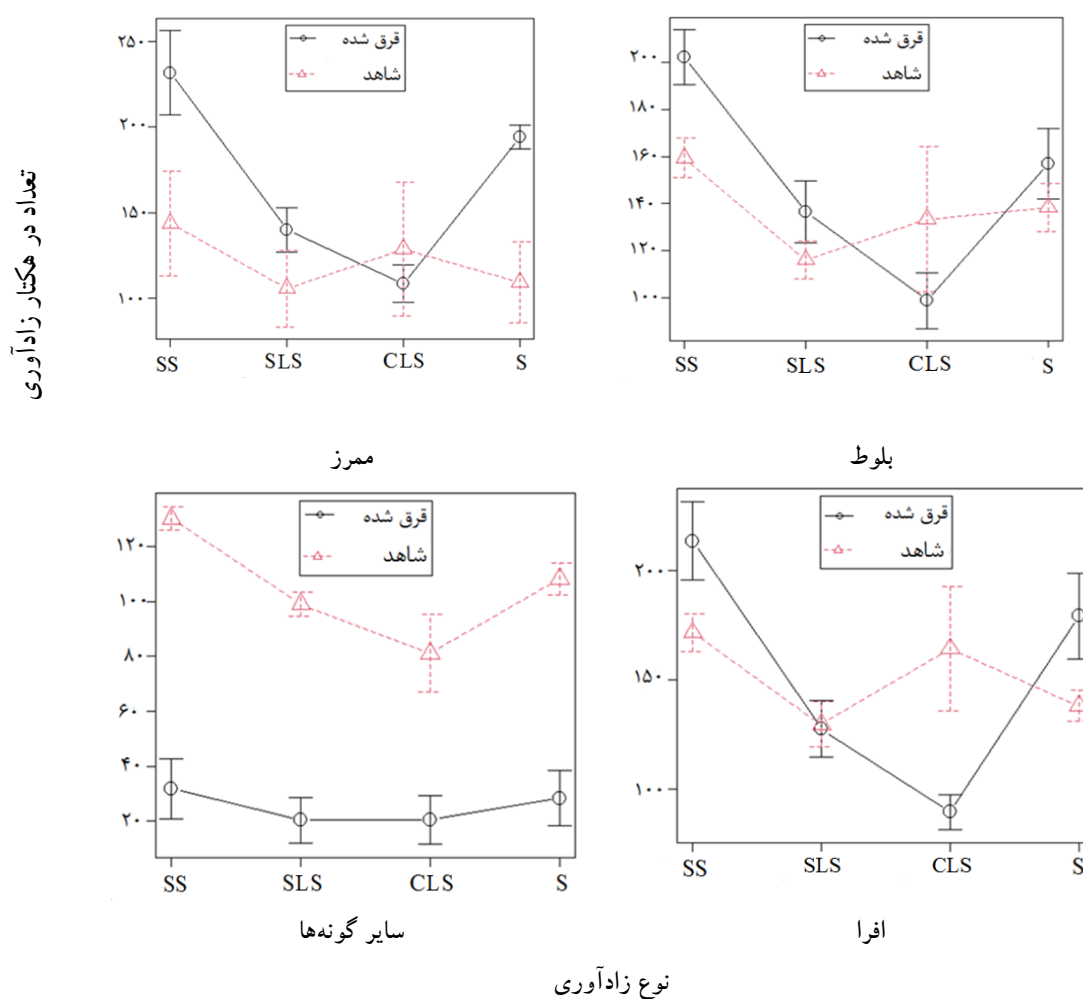 تعداد در هکتار زادآوری
۲۵۰
۲۰۰
۱۵۰
۱۰۰
قرق شده
شاهد
SS SLS CLS S
ممرز
۲۰۰
۱۸۰
۱۶۰
۱۴۰
۱۲۰
۱۰۰
قرق شده
شاهد
SS SLS CLS S
بلوط
۱۲۰
۱۰۰
۸۰
۶۰
۴۰
۲۰
قرق شده
شاهد
SS SLS CLS S
سایر گونه‌ها
۲۰۰
۱۵۰
۱۰۰
قرق شده
شاهد
SS SLS CLS S
افرا
نوع زادآوری